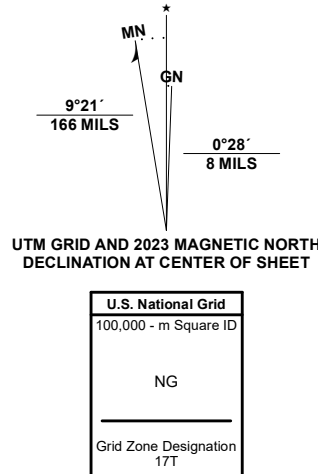 ★
MN
GN
9°21´
166 MILS
0°28´
8 MILS
UTM GRID AND 2023 MAGNETIC NORTH
DECLINATION AT CENTER OF SHEET
U.S. National Grid
100,000 - m Square ID
NG
Grid Zone Designation
17T